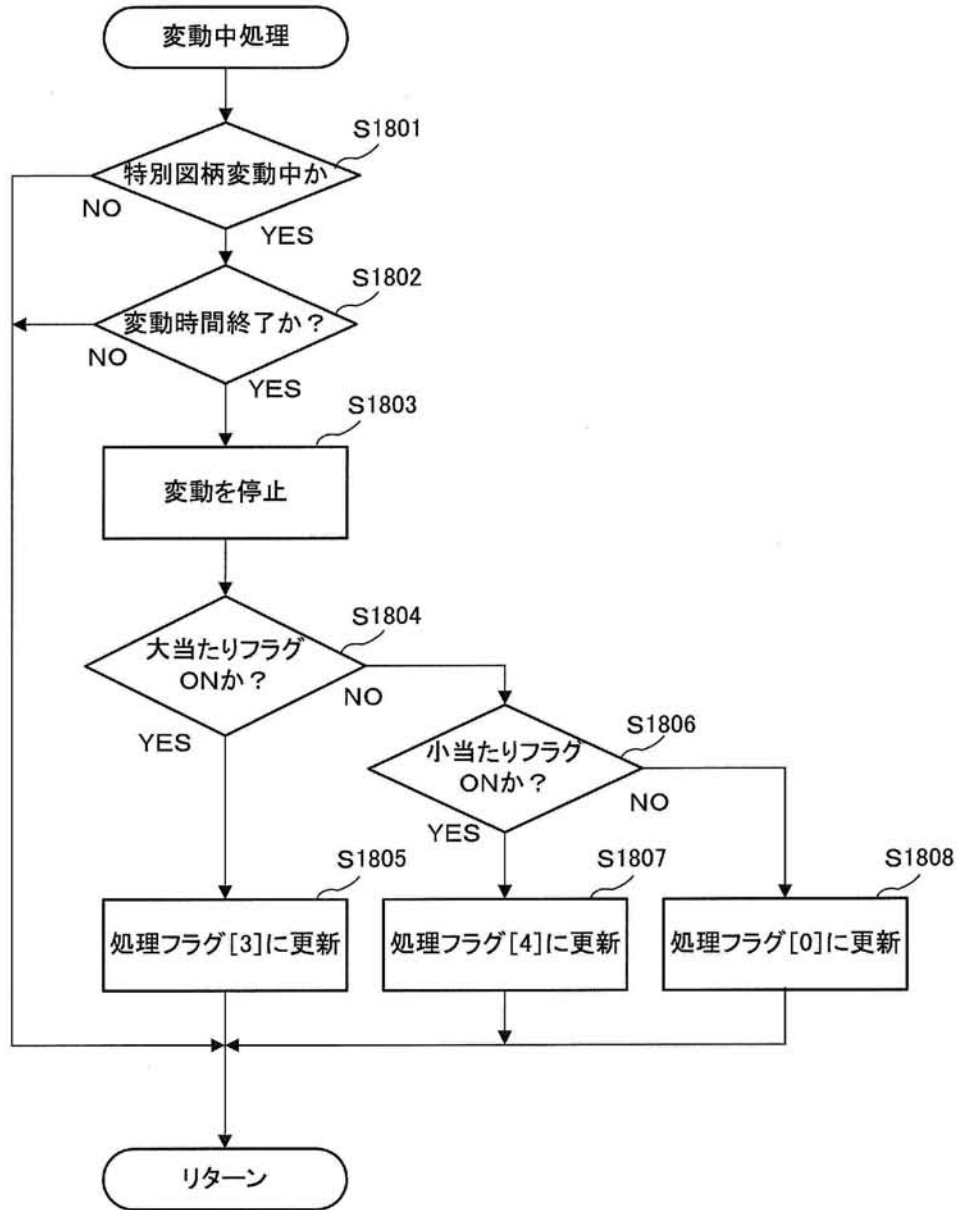 変動中処理
S1801
特別図柄変動中か
NO
YES
S1802
変動時間終了か？
NO
YES
S1803
変動を停止
S1804
大当たりフラグ
ONか？
NO
YES
S1806
小当たりフラグ
ONか？
NO
YES
S1805
処理フラグ[3]に更新
S1807
処理フラグ[4]に更新
S1808
処理フラグ[0]に更新
リターン